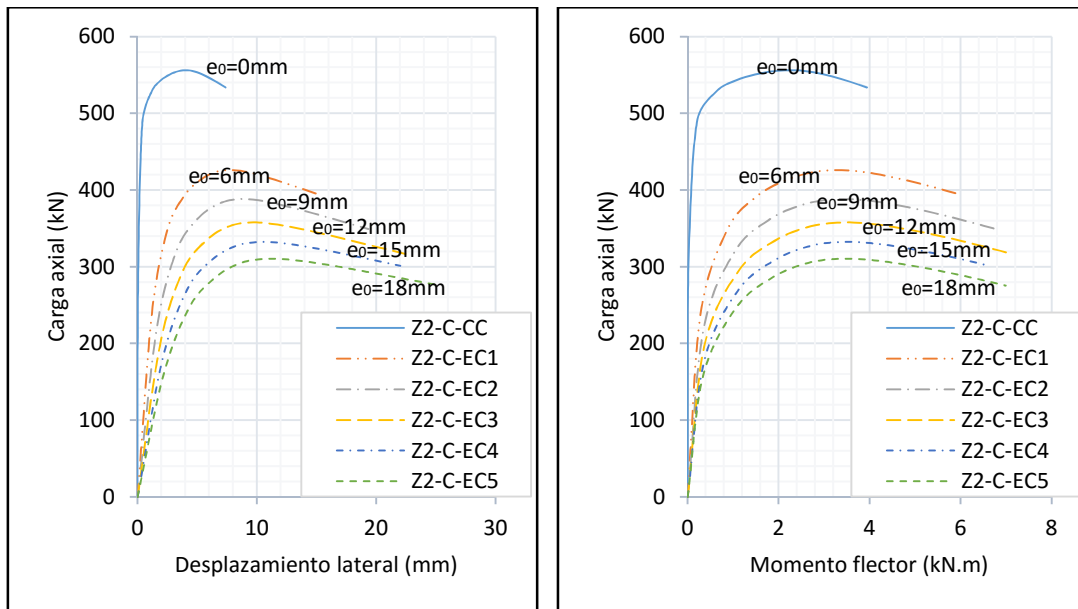 600
500
400
300
200
100
0
Carga axial (kN)
e0=0mm
e0=6mm
e0=9mm
e0=12mm
e0=15mm
e0=18mm
Z2-C-CC
Z2-C-EC1
Z2-C-EC2
Z2-C-EC3
Z2-C-EC4
Z2-C-EC5
0 10 20 30
Desplazamiento lateral (mm)
600
500
400
300
200
100
0
Carga axial (kN)
e0=0mm
e0=6mm
e0=9mm
e0=12mm
e0=15mm
e0=18mm
Z2-C-CC
Z2-C-EC1
Z2-C-EC2
Z2-C-EC3
Z2-C-EC4
Z2-C-EC5
0 2 4 6 8
Momento flector (kN.m)